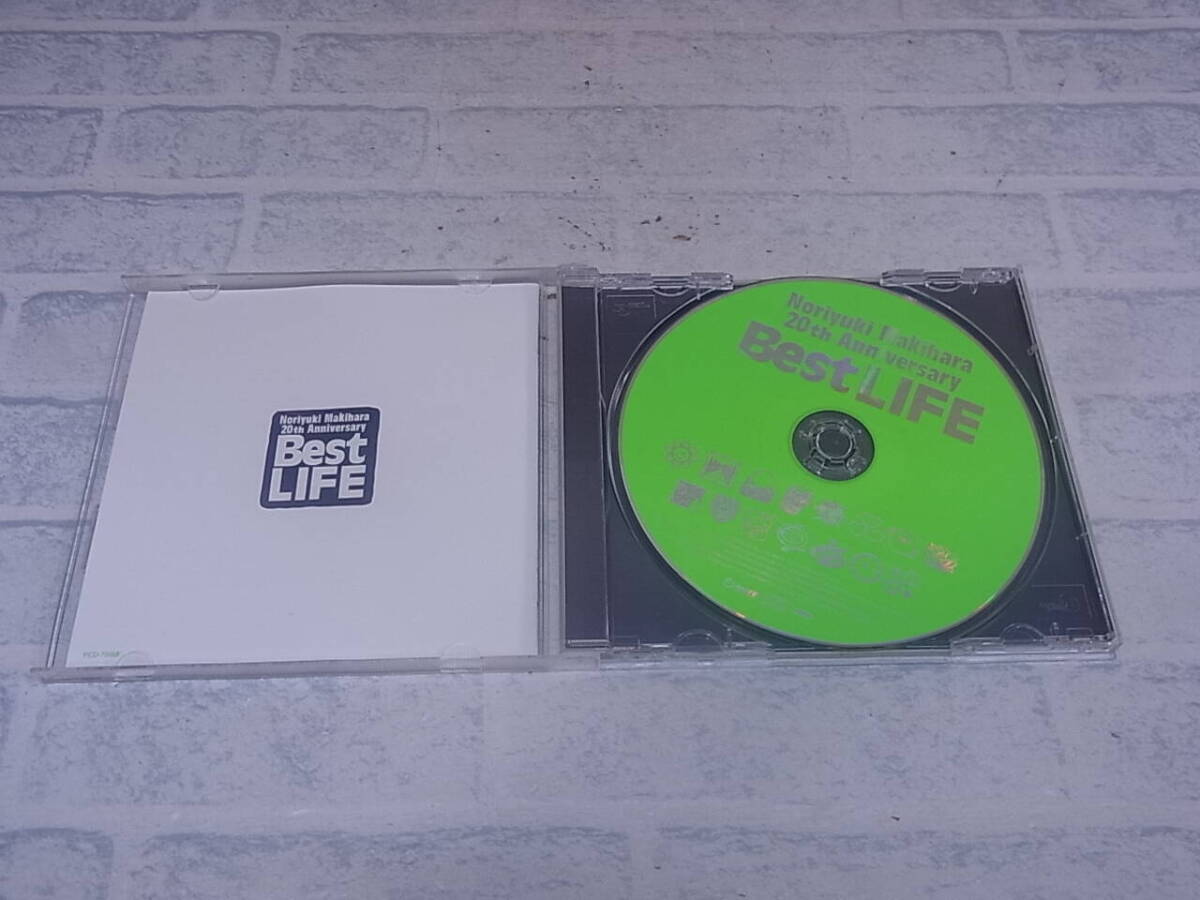 Noriyuki Makihara
20th Anniversary
Best
LIFE
Noriyuki Makihara
20th Anniversary
Best LIFE